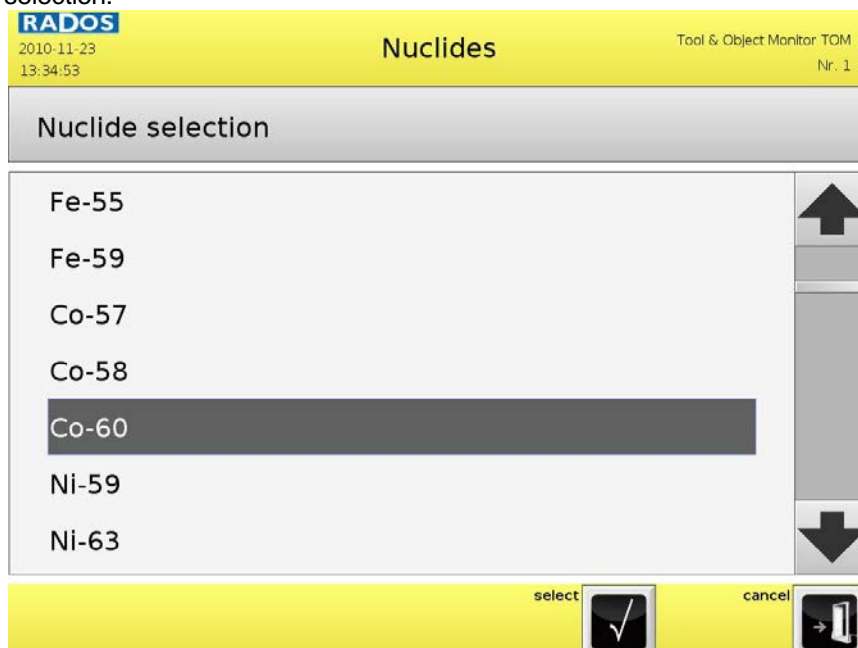 selection.
RADOS
2010-11-23
13:34:53
Nuclides
Tool & Object Monitor TOM
Nr. 1
Nuclide selection
Fe-55
Fe-59
Co-57
Co-58
Co-60
Ni-59
Ni-63
select
cancel